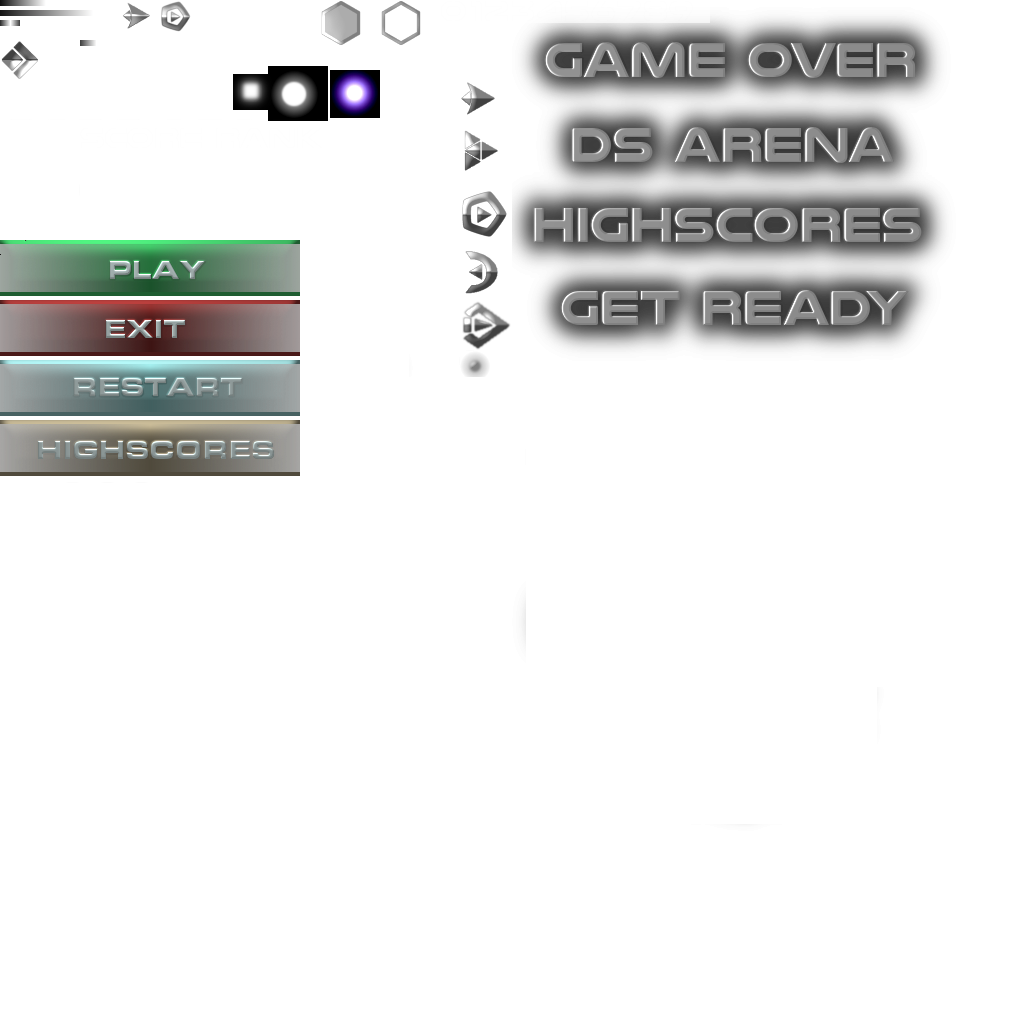 GAME OVER
DS ARENA
HIGHSCORES
GET READY
PLAY
EXIT
RESTART
HIGHSCORES